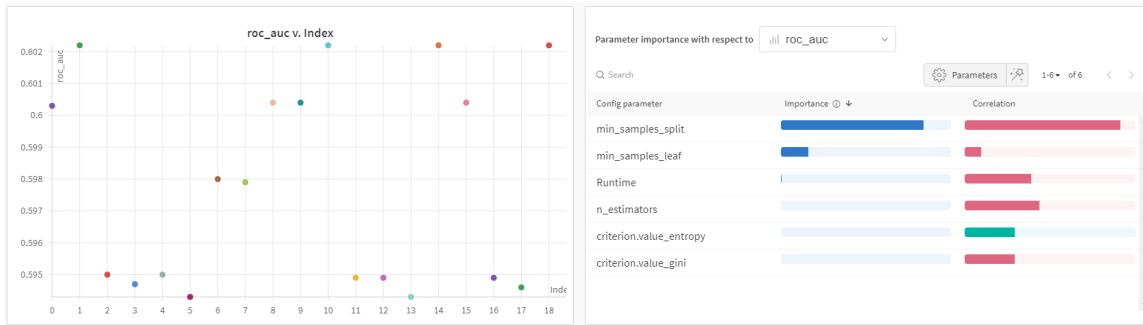 roc_auc v. Index
roc_auc
0.602
0.601
0.6
0.599
0.598
0.597
0.596
0.595
0 1 2 3 4 5 6 7 8 9 10 11 12 13 14 15 16 17 18
Inde
Parameter importance with respect to roc_auc
Search Parameters 1-6 of 6
Config parameter Importance Correlation
min_samples_split
min_samples_leaf
Runtime
n_estimators
criterion.value_entropy
criterion.value_gini